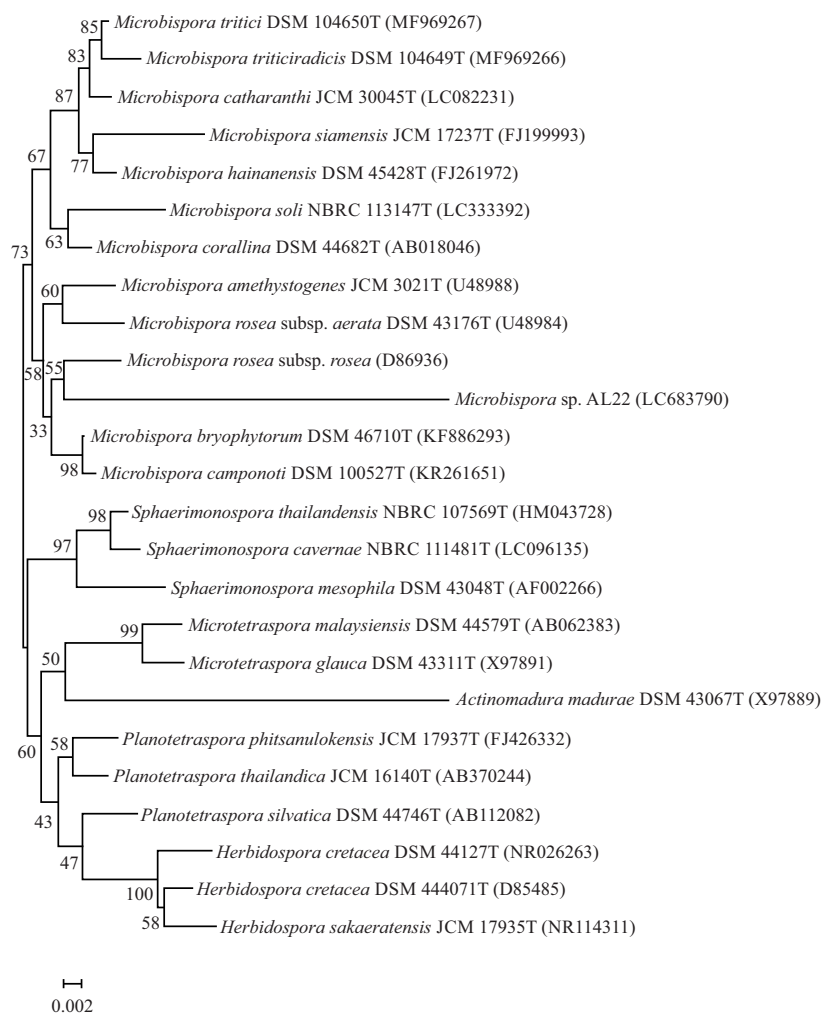 85
Microbispora tritici DSM 104650T (MF969267)
83
Microbispora triticiradicis DSM 104649T (MF969266)
87
Microbispora catharanthi JCM 30045T (LC082231)
Microbispora siamensis JCM 17237T (FJ199993)
67
77
Microbispora hainanensis DSM 45428T (FJ261972)
Microbispora soli NBRC 113147T (LC333392)
63
Microbispora corallina DSM 44682T (AB018046)
73
Microbispora amethystogenes JCM 3021T (U48988)
60
Microbispora rosea subsp. aerata DSM 43176T (U48984)
Microbispora rosea subsp. rosea (D86936)
58
55
Microbispora sp. AL22 (LC683790)
33
Microbispora bryophytorum DSM 46710T (KF886293)
98
Microbispora camponoti DSM 100527T (KR261651)
98
Sphaerimonospora thailandensis NBRC 107569T (HM043728)
97
Sphaerimonospora cavernae NBRC 111481T (LC096135)
Sphaerimonospora mesophila DSM 43048T (AF002266)
99
Microtetraspora malaysiensis DSM 44579T (AB062383)
50
Microtetraspora glauca DSM 43311T (X97891)
Actinomadura madurae DSM 43067T (X97889)
60
58
Planotetraspora phitsanulokensis JCM 17937T (FJ426332)
Planotetraspora thailandica JCM 16140T (AB370244)
43
Planotetraspora silvatica DSM 44746T (AB112082)
47
Herbidospora cretacea DSM 44127T (NR026263)
100
Herbidospora cretacea DSM 444071T (D85485)
58
Herbidospora sakaeratensis JCM 17935T (NR114311)
0.002